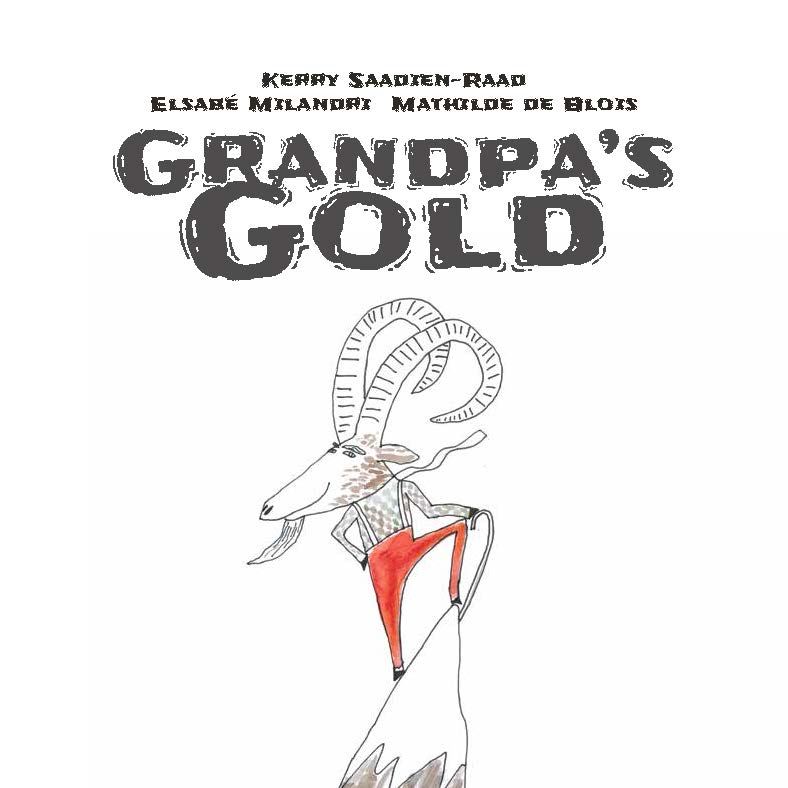 Kerry Saadien-Raad
Elsabé Milandri Mathilde de Blois
Grandpa's
Gold